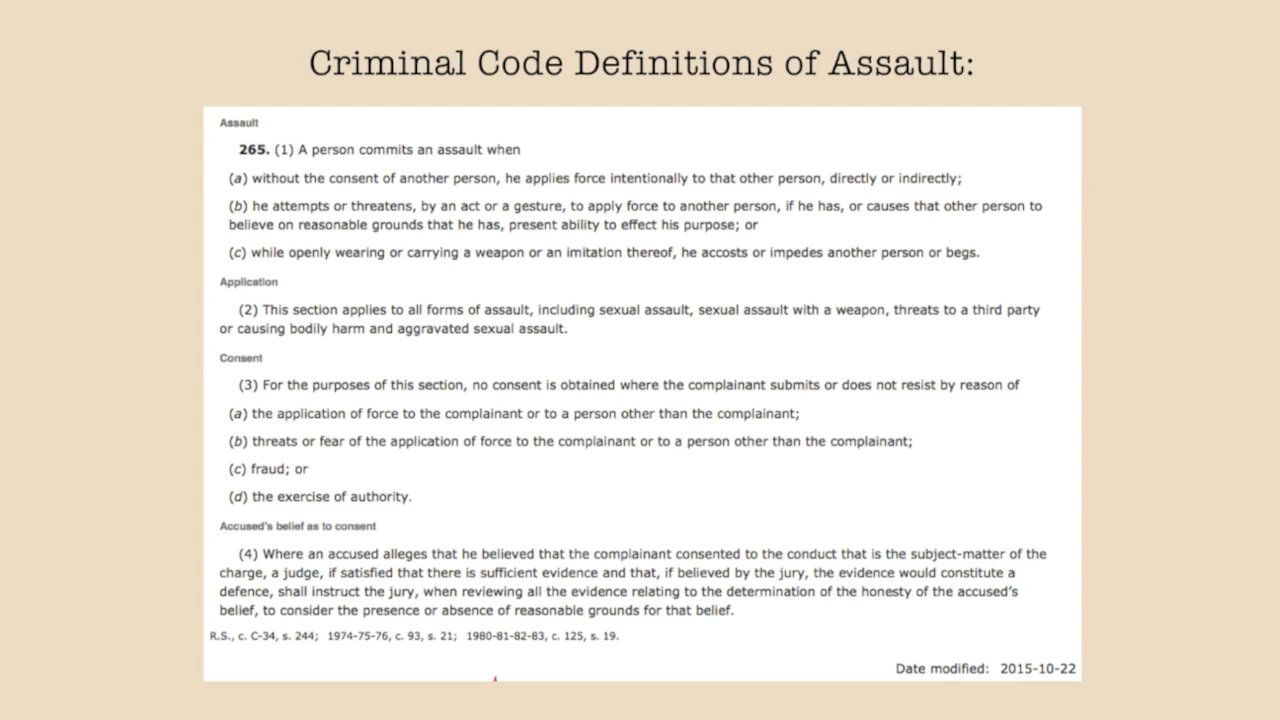 Criminal Code Definitions of Assault:
Assault
265. (1) A person commits an assault when
(a) without the consent of another person, he applies force intentionally to that other person, directly or indirectly;
(b) he attempts or threatens, by an act or a gesture, to apply force to another person, if he has, or causes that other person to
believe on reasonable grounds that he has, present ability to effect his purpose; or
(c) while openly wearing or carrying a weapon or an imitation thereof, he accosts or impedes another person or begs.
Application
(2) This section applies to all forms of assault, including sexual assault, sexual assault with a weapon, threats to a third party
or causing bodily harm and aggravated sexual assault.
Consent
(3) For the purposes of this section, no consent is obtained where the complainant submits or does not resist by reason of
(a) the application of force to the complainant or to a person other than the complainant;
(b) threats or fear of the application of force to the complainant or to a person other than the complainant;
(c) fraud; or
(d) the exercise of authority.
Accused's belief as to consent
(4) Where an accused alleges that he believed that the complainant consented to the conduct that is the subject-matter of the
charge, a judge, if satisfied that there is sufficient evidence and that, if believed by the jury, the evidence would constitute a
defence, shall instruct the jury, when reviewing all the evidence relating to the determination of the honesty of the accused's
belief, to consider the presence or absence of reasonable grounds for that belief.
R.S., c. C-34, s. 244; 1974-75-76, c. 93, s. 21; 1980-81-82-83, c. 125, s. 19.
Date modified: 2015-10-22